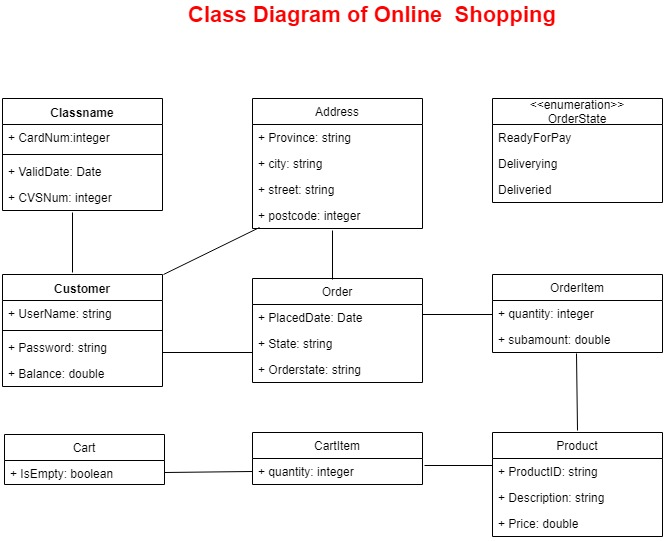 Class Diagram of Online  Shopping
Classname
+ CardNum:integer
+ ValidDate: Date
+ CVSNum: integer
Address
+ Province: string
+ city: string
+ street: string
+ postcode: integer
<<enumeration>>
OrderState
ReadyForPay
Deliverying
Deliveried
Customer
+ UserName: string
+ Password: string
+ Balance: double
Order
+ PlacedDate: Date
+ State: string
+ Orderstate: string
OrderItem
+ quantity: integer
+ subamount: double
Cart
+ IsEmpty: boolean
CartItem
+ quantity: integer
Product
+ ProductID: string
+ Description: string
+ Price: double